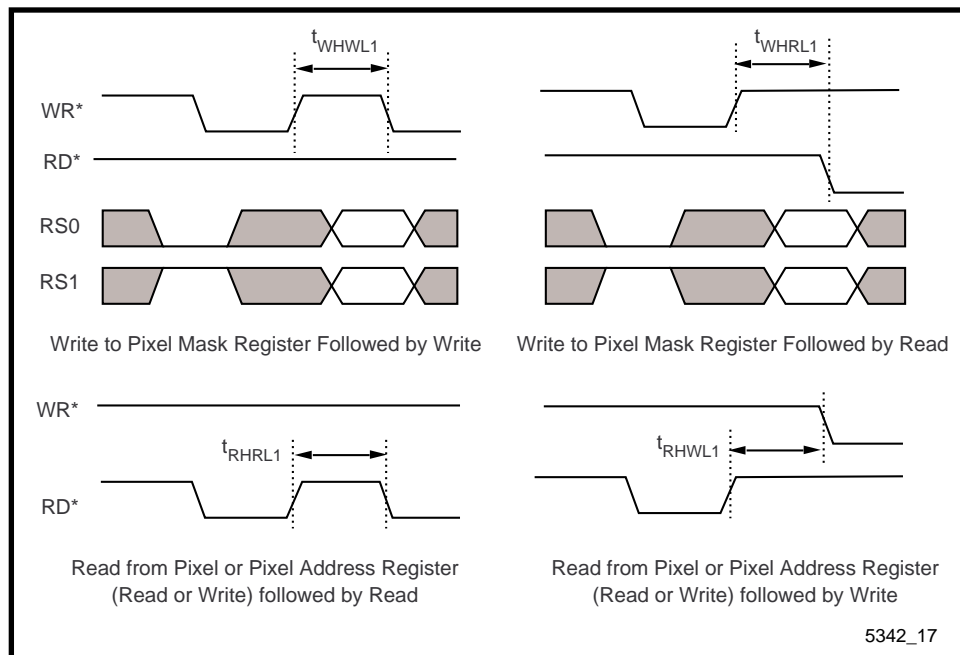 tWHWL1
tWHRL1
WR*
RD*
RS0
RS1
Write to Pixel Mask Register Followed by Write
Write to Pixel Mask Register Followed by Read
WR*
tRHRL1
tRHWL1
RD*
Read from Pixel or Pixel Address Register
(Read or Write) followed by Read
Read from Pixel or Pixel Address Register
(Read or Write) followed by Write
5342_17